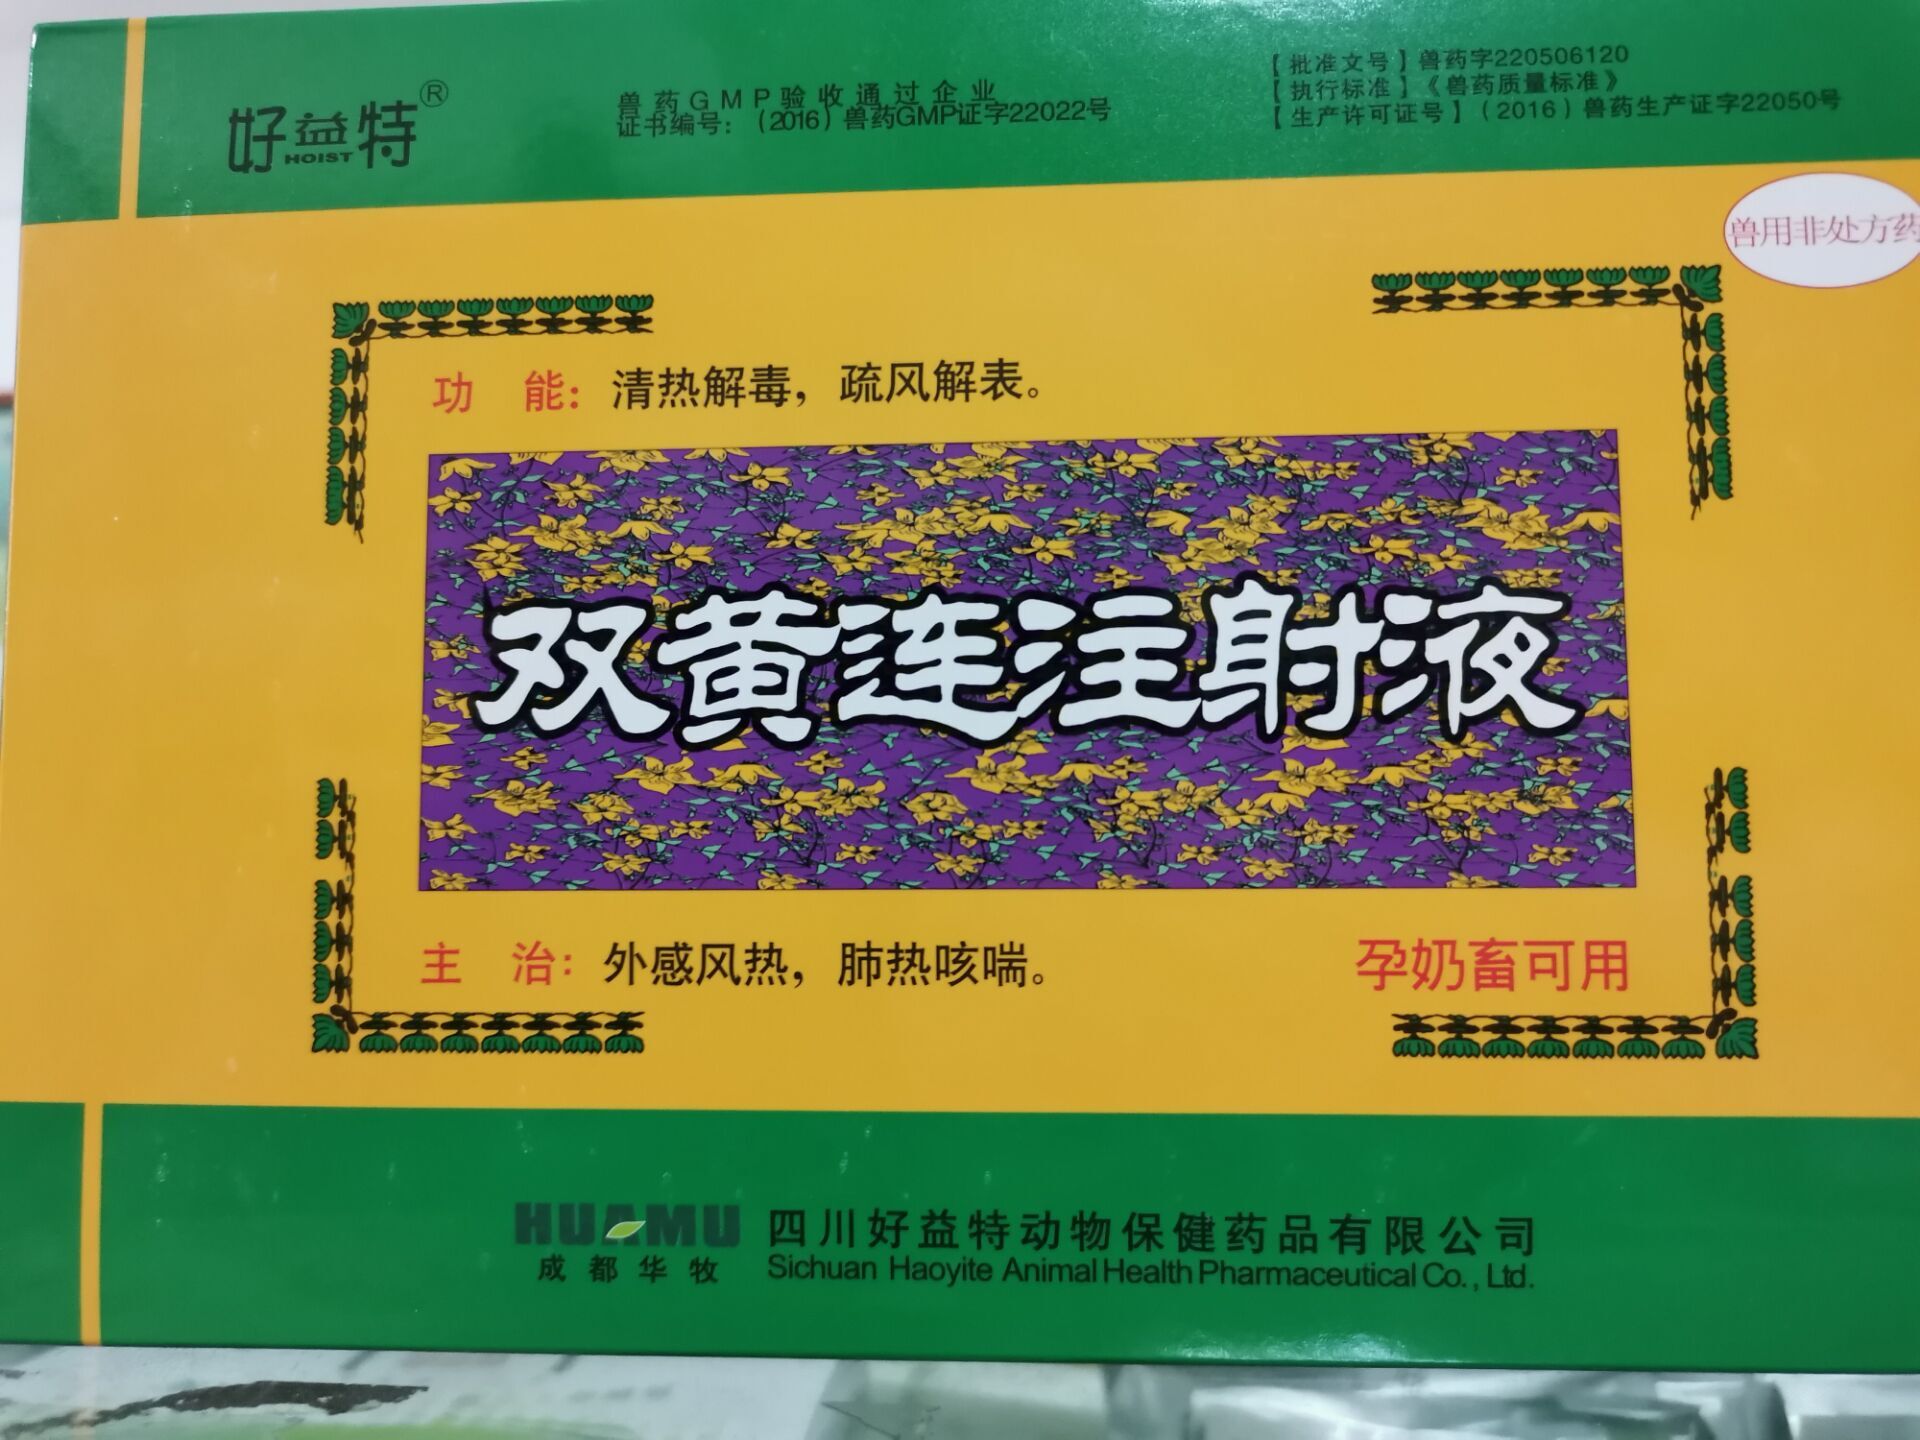 好益特®
HOIST
兽药GMP验收通过企业
证书编号：（2016）兽药GMP证字22022号
【批准文号】兽药字220506120
【执行标准】《兽药质量标准》
【生产许可证号】（2016）兽药生产证字22050号
兽用非处方药
功 能：清热解毒，疏风解表。
双黄连注射液
主 治：外感风热，肺热咳喘。
孕奶畜可用
HUAMU
成都华牧
四川好益特动物保健药品有限公司
Sichuan Haoyite Animal Health Pharmaceutical Co., Ltd.